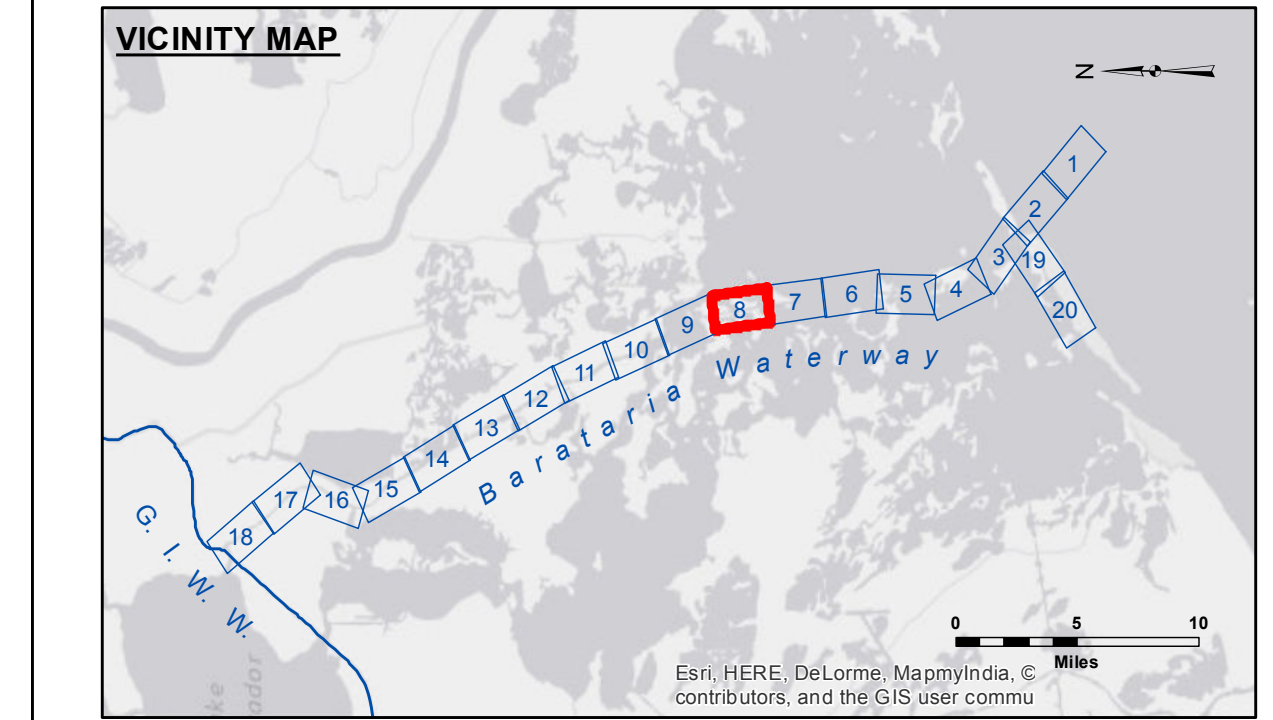 VICINITY MAP
N
1
2
3
19
4
20
5
6
7
8
9
10
11
12
13
14
15
16
17
18
Barataria Waterway
G. I. W. W.
ake
ador
0 5 10
Miles
Esri, HERE, DeLorme, MapmyIndia, ©
contributors, and the GIS user commu